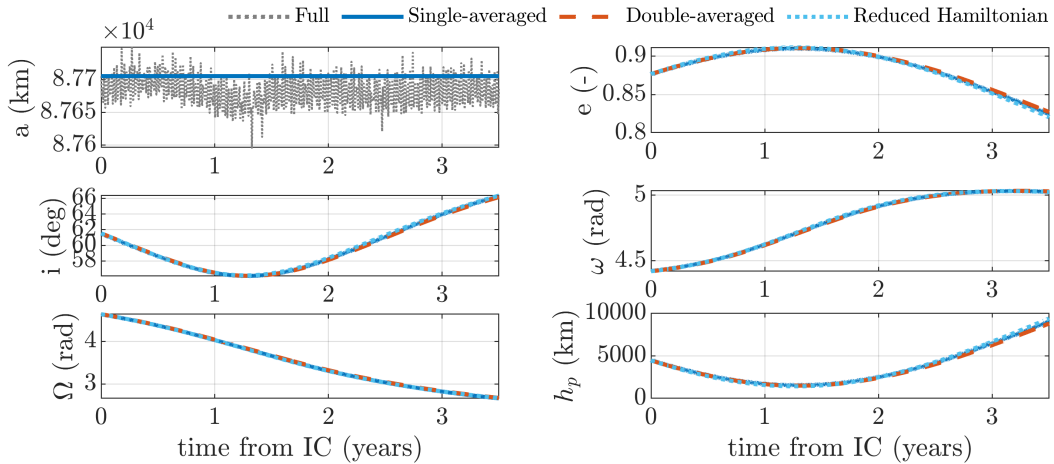 Full Single-averaged Double-averaged Reduced Hamiltonian
×10⁴
8.77
8.765
8.76
a (km)
0 1 2 3
0.9
0.85
0.8
e (-)
0 1 2 3
66
64
62
60
58
i (deg)
0 1 2 3
5
4.5
ω (rad)
0 1 2 3
4
3
Ω (rad)
0 1 2 3
time from IC (years)
10000
5000
0
hₚ (km)
0 1 2 3
time from IC (years)